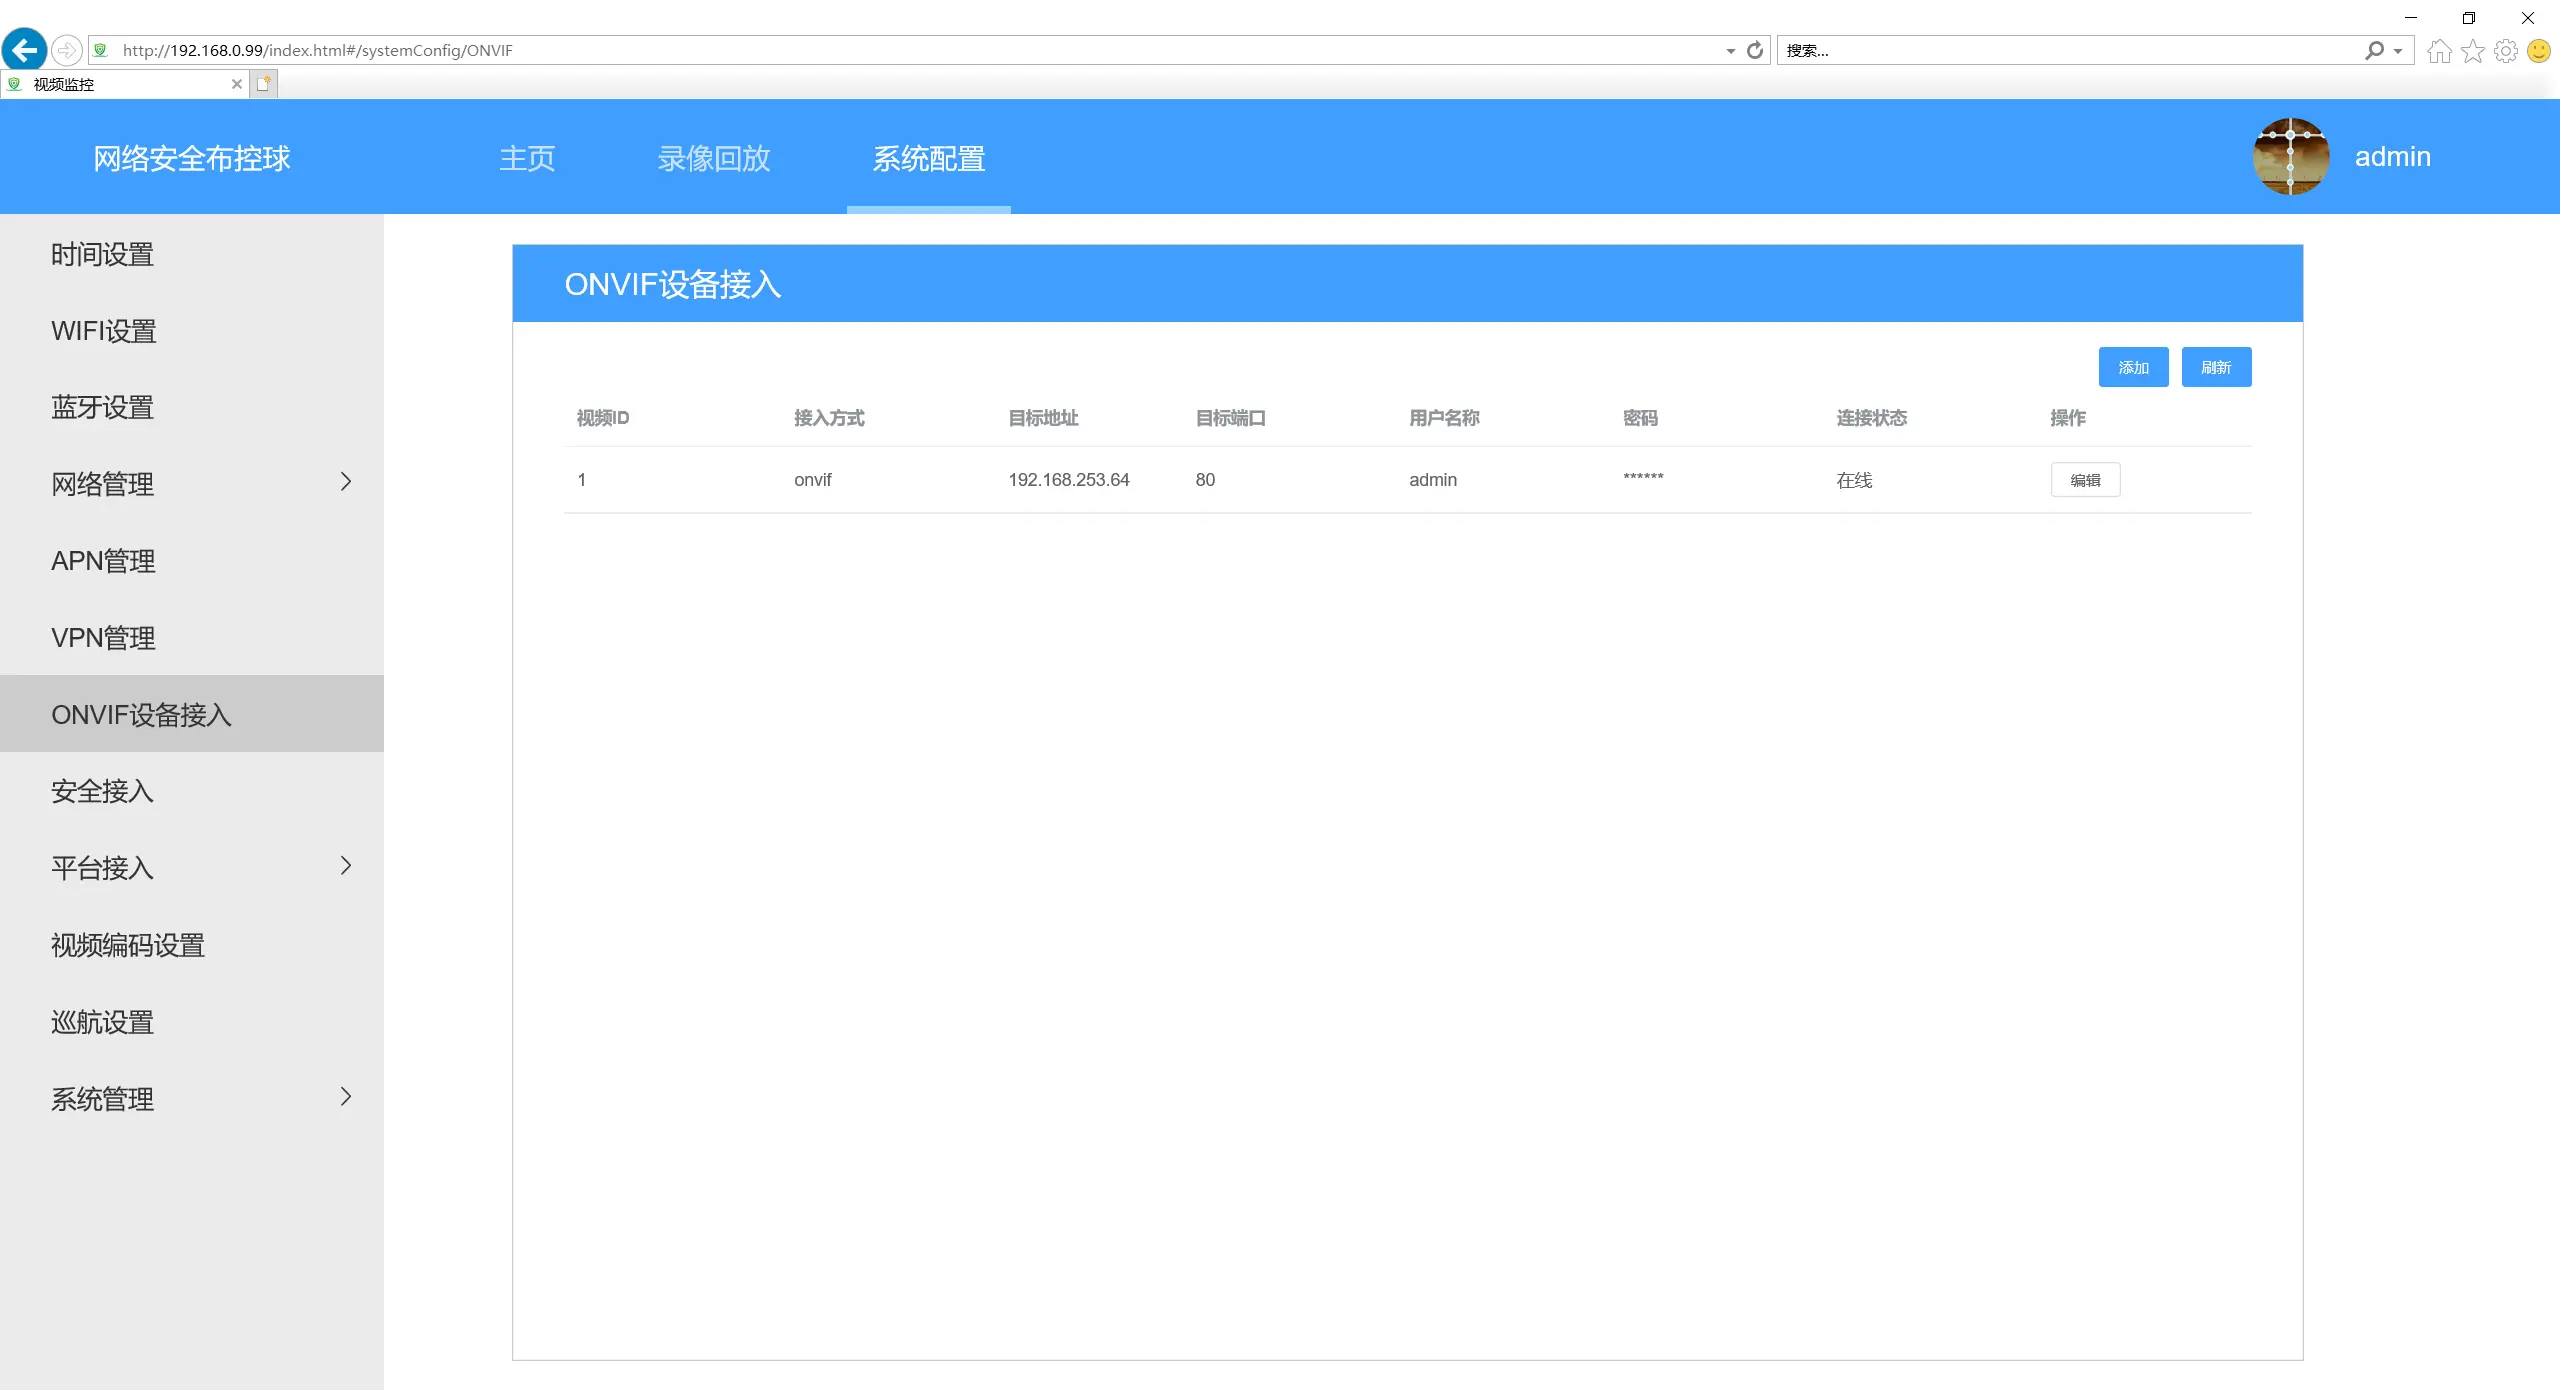 http://192.168.0.99/index.html#/systemConfig/ONVIF
搜索...
视频监控
网络安全布控球
主页
录像回放
系统配置
admin
时间设置
WIFI设置
蓝牙设置
网络管理
APN管理
VPN管理
ONVIF设备接入
安全接入
平台接入
视频编码设置
巡航设置
系统管理
ONVIF设备接入
添加
刷新
视频ID 接入方式 目标地址 目标端口 用户名称 密码 连接状态 操作
1 onvif 192.168.253.64 80 admin ****** 在线 编辑